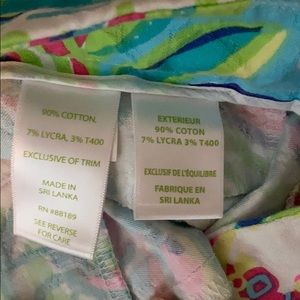 90% COTTON,
7% LYCRA, 3% T400
EXCLUSIVE OF TRIM
MADE IN
SRI LANKA
RN #88189
SEE REVERSE
FOR CARE
EXTERIEUR
90% COTON
7% LYCRA 3% T400
EXCLUSIF DE L'ÉQUILIBRE
FABRIQUE EN
SRI LANKA